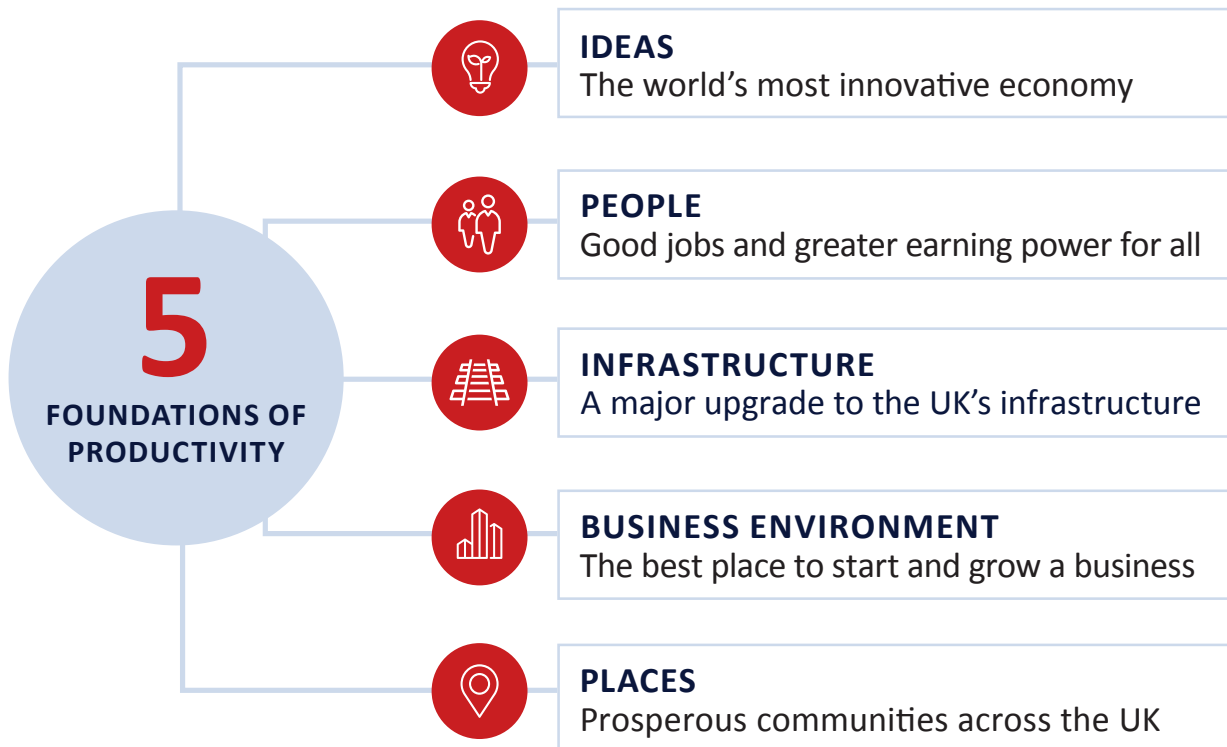 5
FOUNDATIONS OF
PRODUCTIVITY
IDEAS
The world’s most innovative economy
PEOPLE
Good jobs and greater earning power for all
INFRASTRUCTURE
A major upgrade to the UK’s infrastructure
BUSINESS ENVIRONMENT
The best place to start and grow a business
PLACES
Prosperous communities across the UK